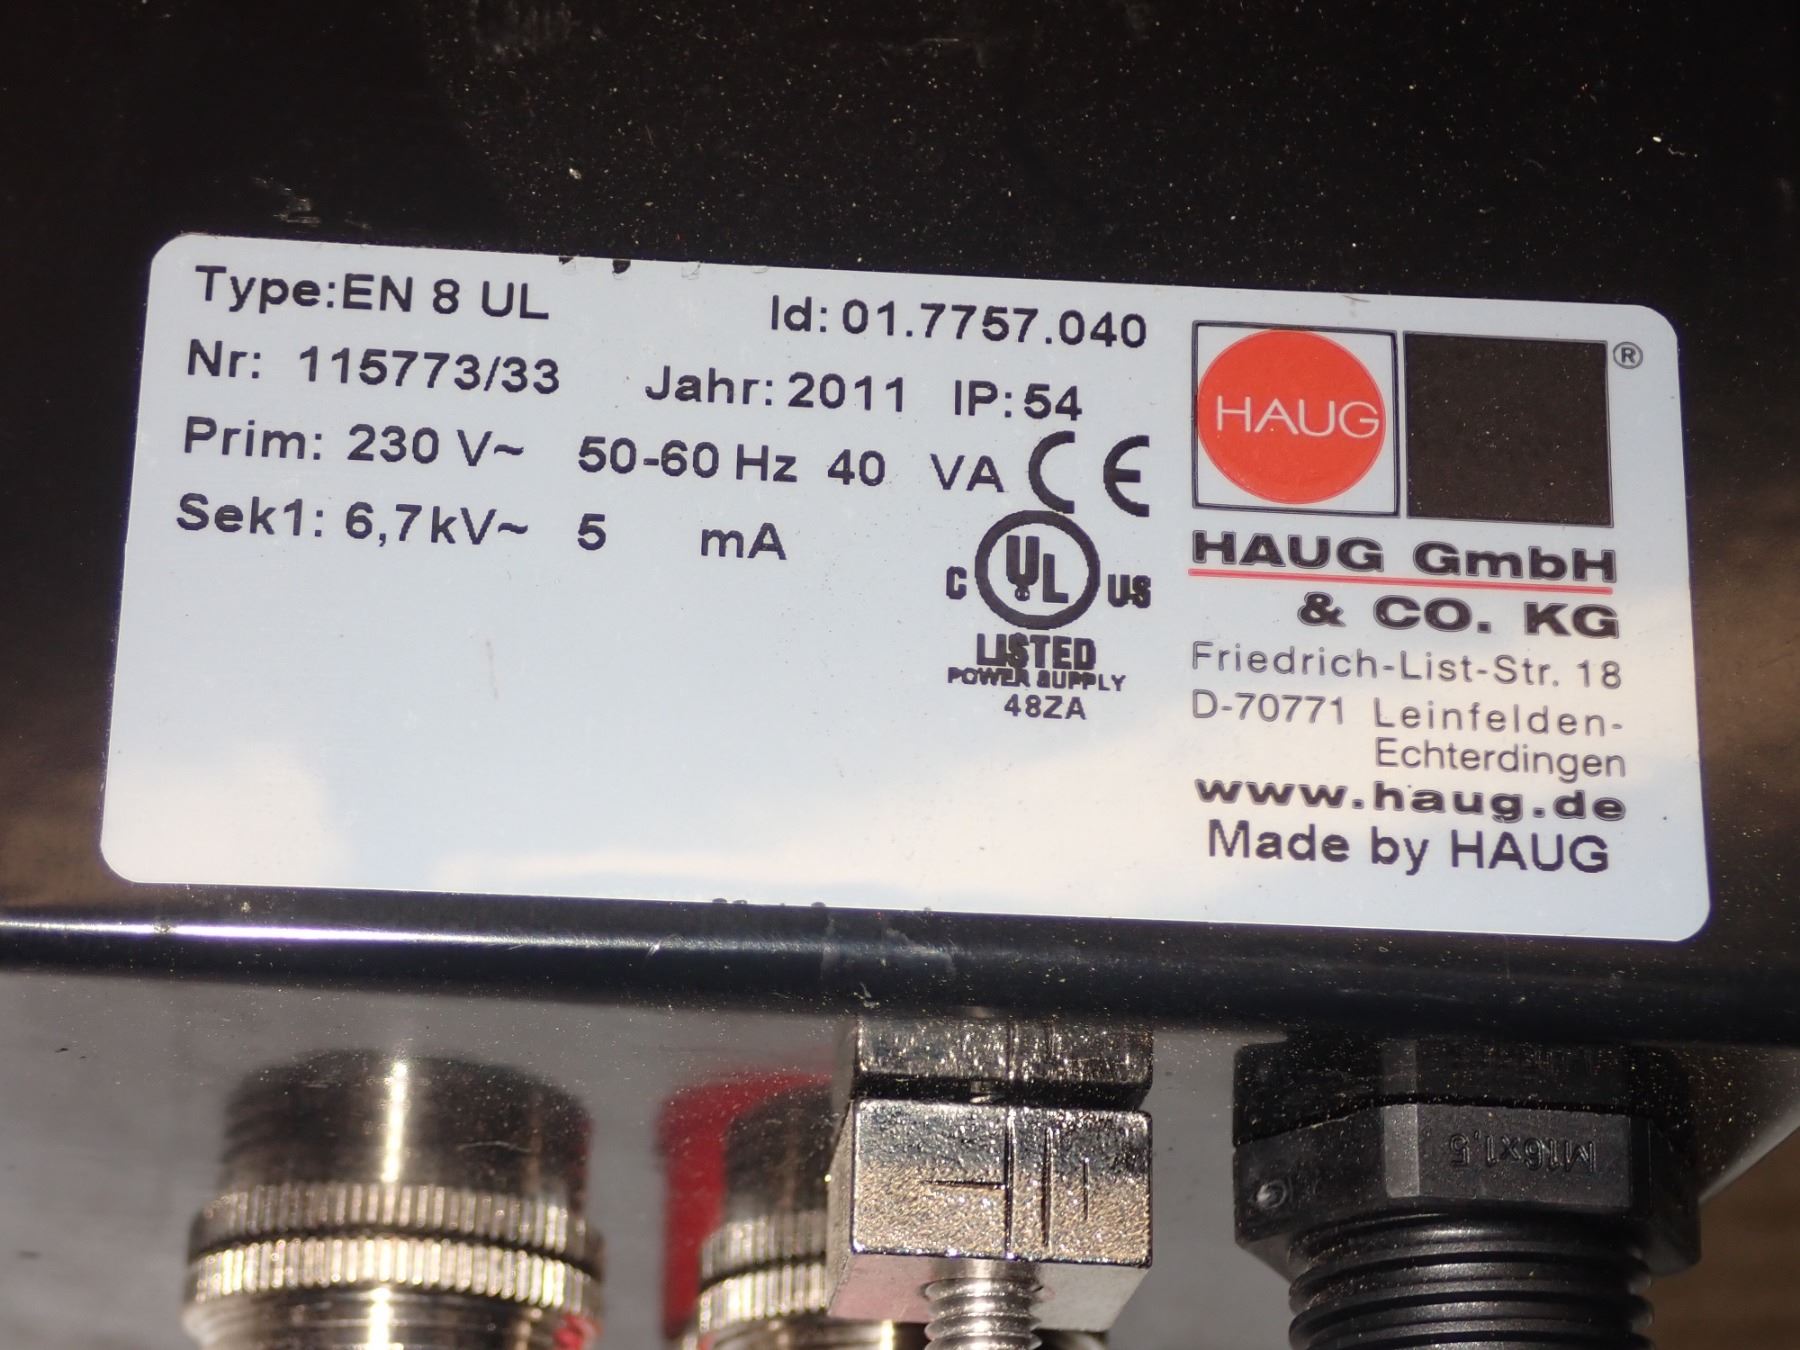 Type:EN 8 UL Id: 01.7757.040
Nr: 115773/33 Jahr: 2011 IP: 54
Prim: 230 V~ 50-60 Hz 40 VA CE
Sek1: 6,7kV~ 5 mA
C UL US
LISTED
POWER SUPPLY
48ZA
HAUG ®
HAUG GmbH
& CO. KG
Friedrich-List-Str. 18
D-70771 Leinfelden-
Echterdingen
www.haug.de
Made by HAUG
M16x1,5